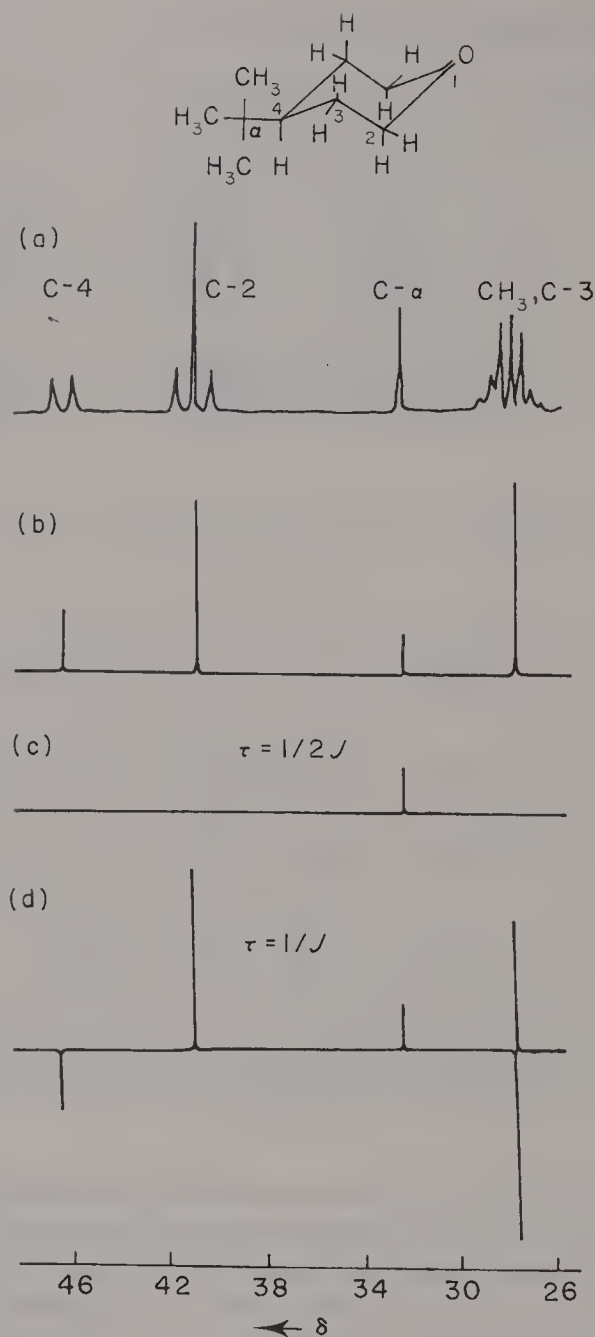 H
H H O
CH₃ H 1
H₃C α 4 H
H 3 2 H
H₃C H H
(a)
C-4 C-2 C-α CH₃,C-3
(b)
(c) τ = 1/2 J
(d)
τ = 1/J
46 42 38 34 30 26
← δ